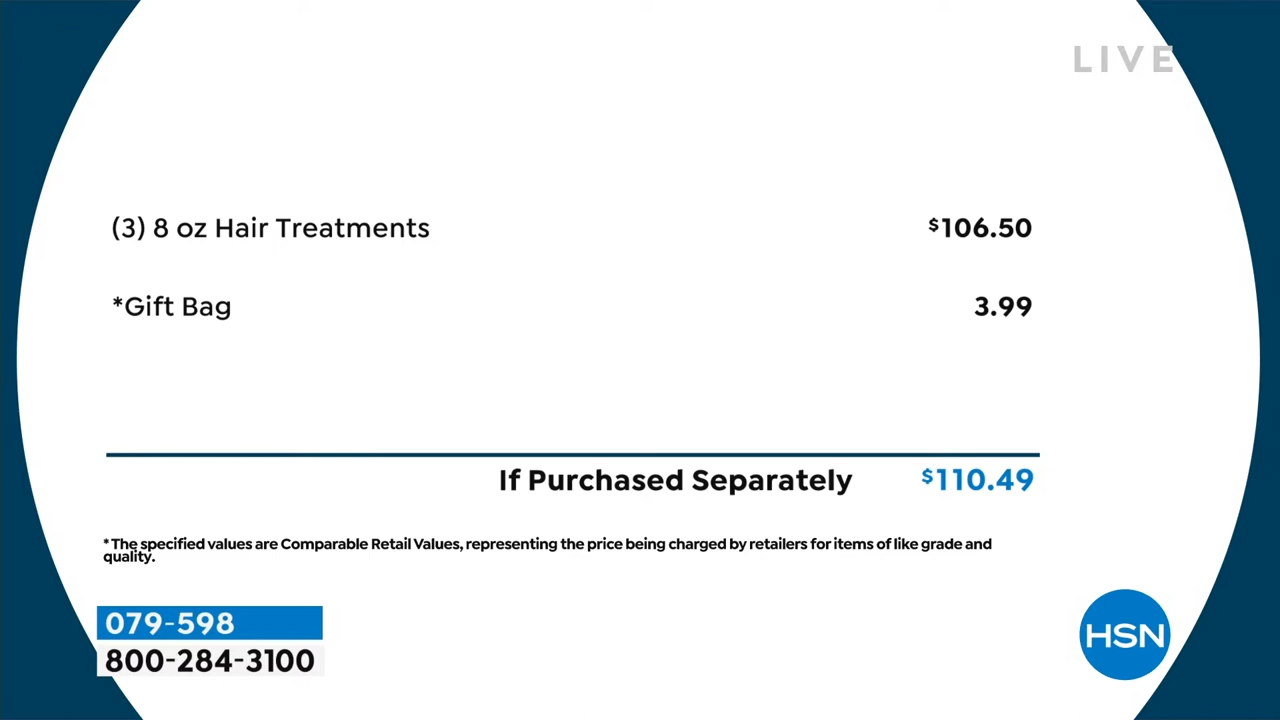 LIVE
(3) 8 oz Hair Treatments $106.50
*Gift Bag 3.99
If Purchased Separately $110.49
*The specified values are Comparable Retail Values, representing the price being charged by retailers for items of like grade and
quality.
079-598
800-284-3100
HSN